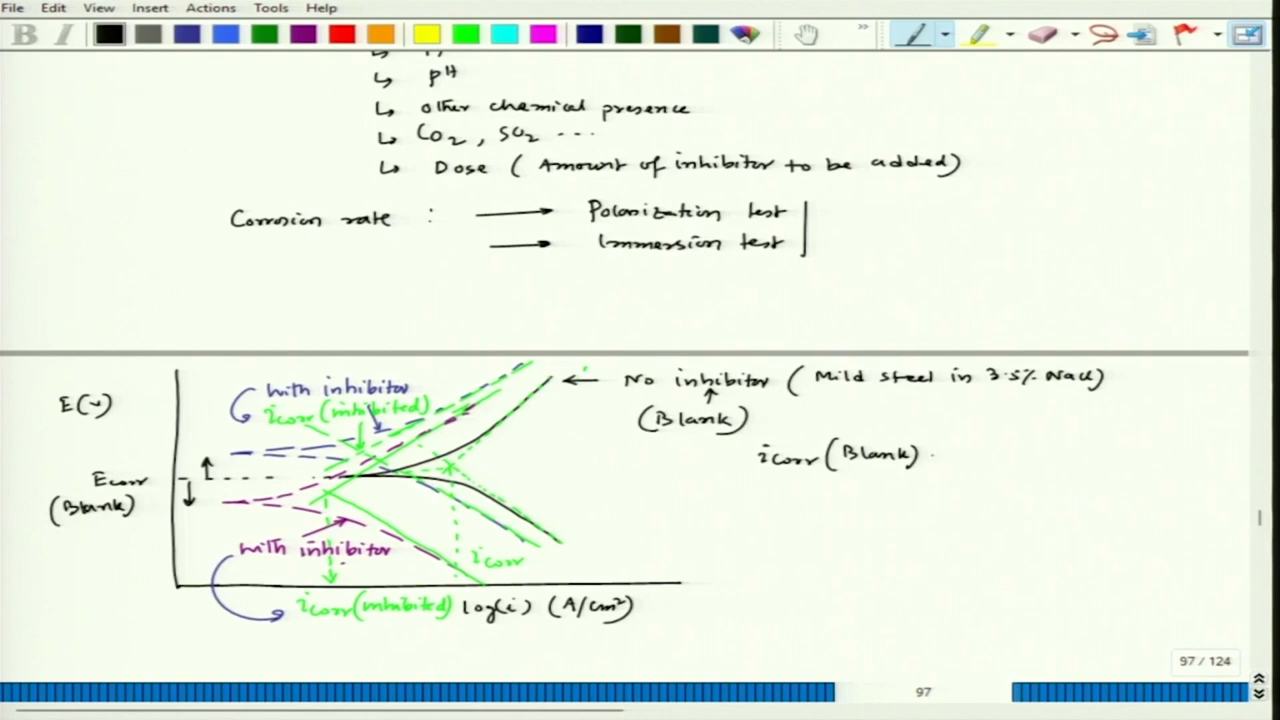 File Edit View Insert Actions Tools Help
B I
↳ pH
↳ other chemical presence
↳ CO2, SO2 ...
↳ Dose (Amount of inhibitor to be added)
Corrosion rate : → Polarization test
→ Immersion test
E(v)
with inhibitor
icorr(inhibited)
← No inhibitor (Mild steel in 3.5% NaCl)
↑
(Blank)
icorr(Blank)
Ecorr
(Blank)
with inhibitor
icorr
icorr(inhibited) log(i) (A/cm²)
97 / 124
97